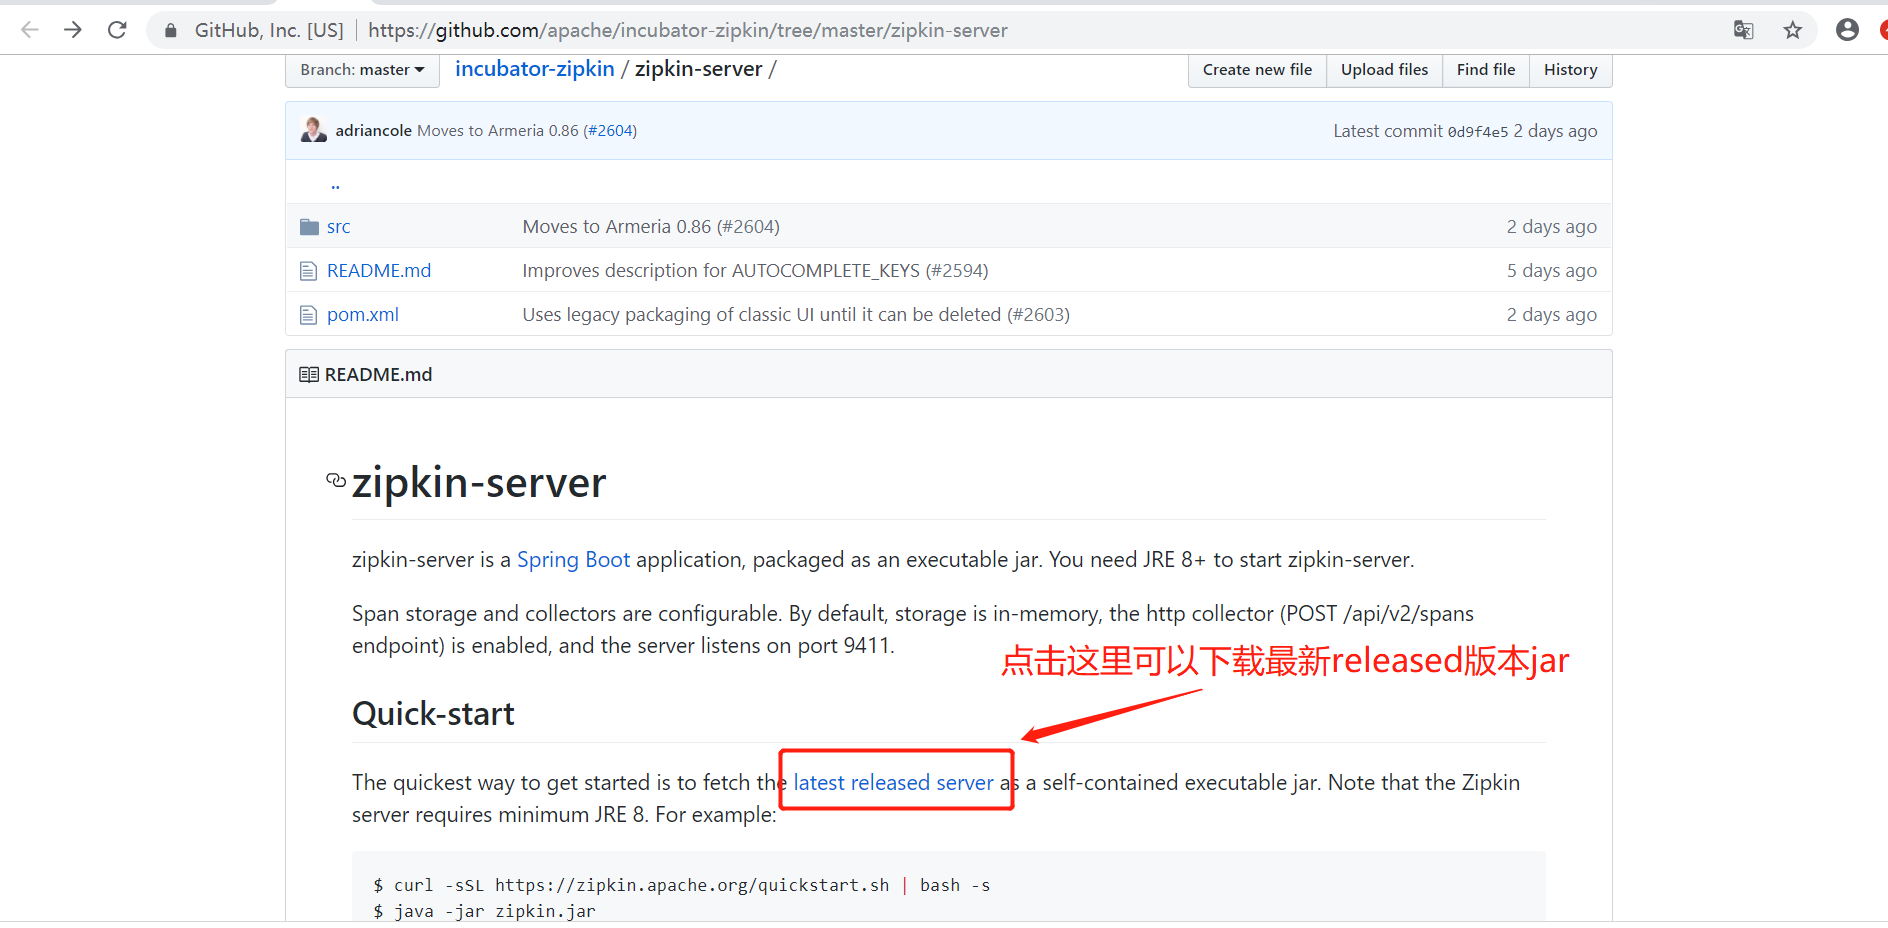 GitHub, Inc. [US] https://github.com/apache/incubator-zipkin/tree/master/zipkin-server
Branch: master incubator-zipkin / zipkin-server / Create new file Upload files Find file History
adriancole Moves to Armeria 0.86 (#2604) Latest commit 0d9f4e5 2 days ago
..
src Moves to Armeria 0.86 (#2604) 2 days ago
README.md Improves description for AUTOCOMPLETE_KEYS (#2594) 5 days ago
pom.xml Uses legacy packaging of classic UI until it can be deleted (#2603) 2 days ago
README.md
zipkin-server
zipkin-server is a Spring Boot application, packaged as an executable jar. You need JRE 8+ to start zipkin-server.
Span storage and collectors are configurable. By default, storage is in-memory, the http collector (POST /api/v2/spans
endpoint) is enabled, and the server listens on port 9411.
点击这里可以下载最新released版本jar
Quick-start
The quickest way to get started is to fetch the latest released server as a self-contained executable jar. Note that the Zipkin
server requires minimum JRE 8. For example:
$ curl -sSL https://zipkin.apache.org/quickstart.sh | bash -s
$ java -jar zipkin.jar